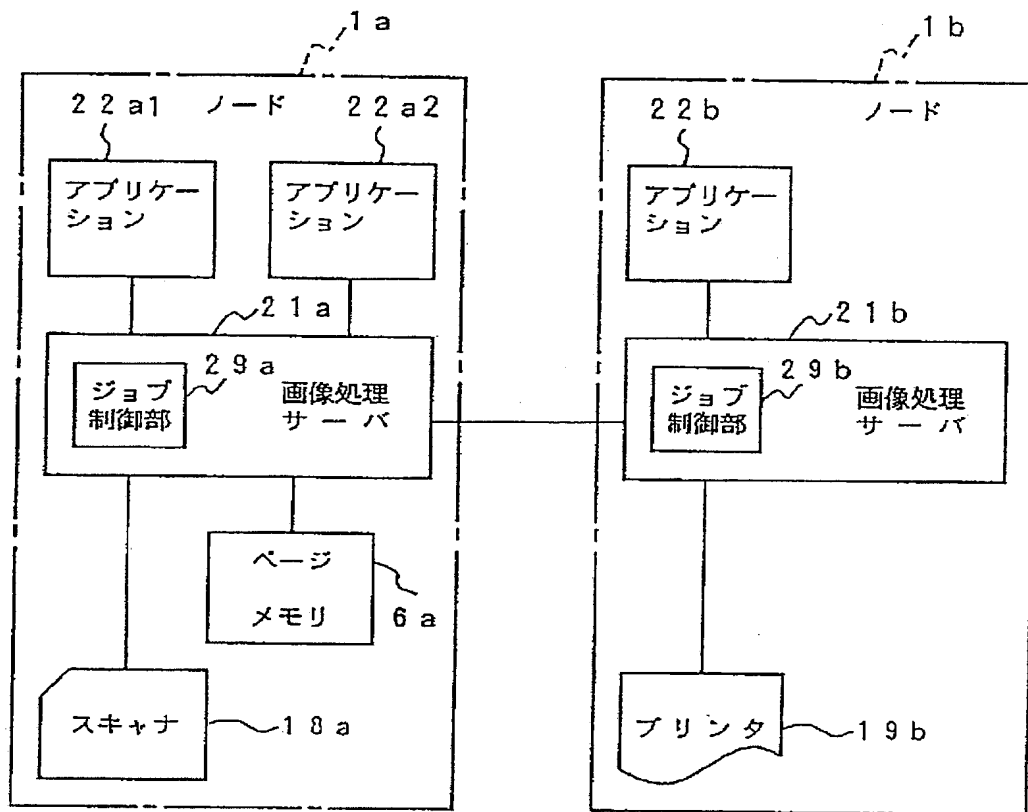 1a
ノード
22a1
22a2
アプリケー
ション
アプリケー
ション
21a
29a
ジョブ
制御部
画像処理
サーバ
ページ
メモリ
6a
スキャナ
18a
1b
ノード
22b
アプリケー
ション
21b
29b
ジョブ
制御部
画像処理
サーバ
プリンタ
19b